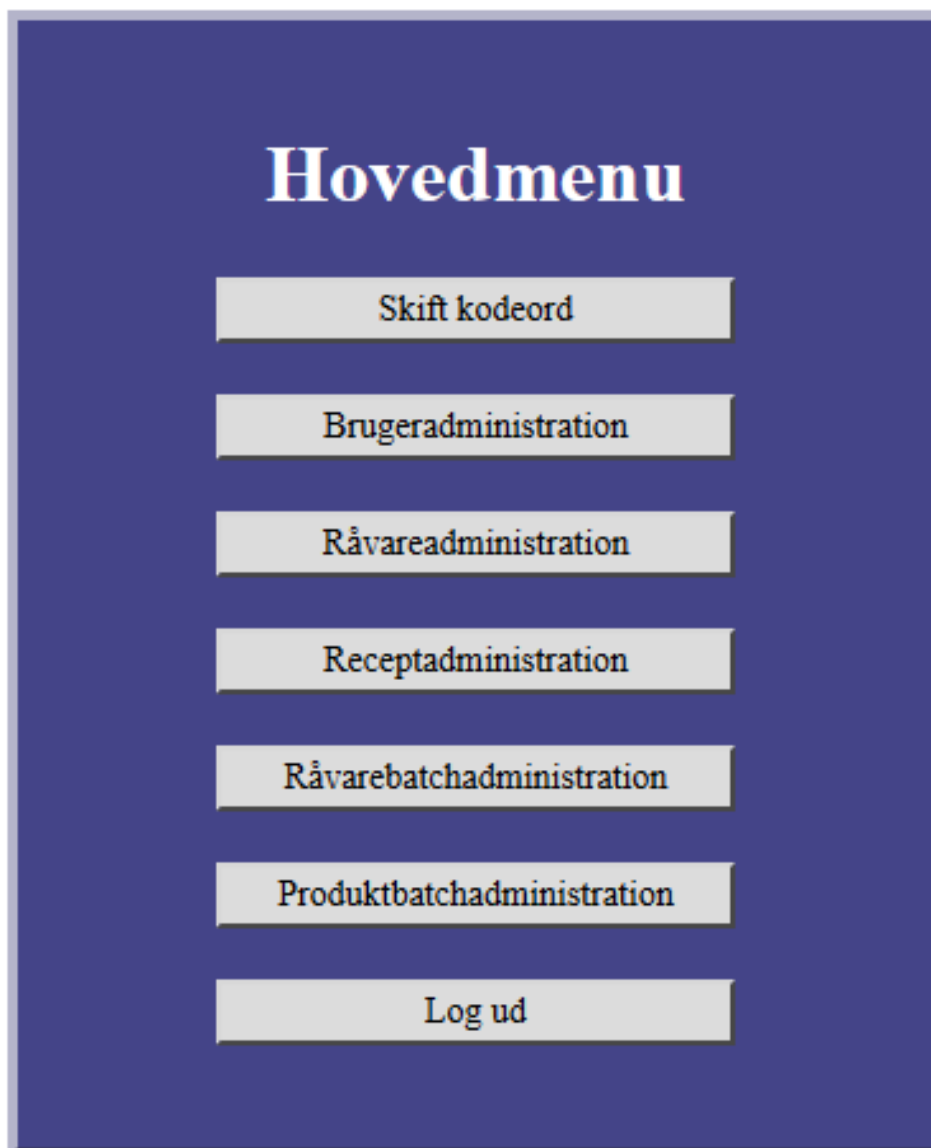 Hovedmenu
Skift kodeord
Brugeradministration
Råvareadministration
Receptadministration
Råvarebatchadministration
Produktbatchadministration
Log ud